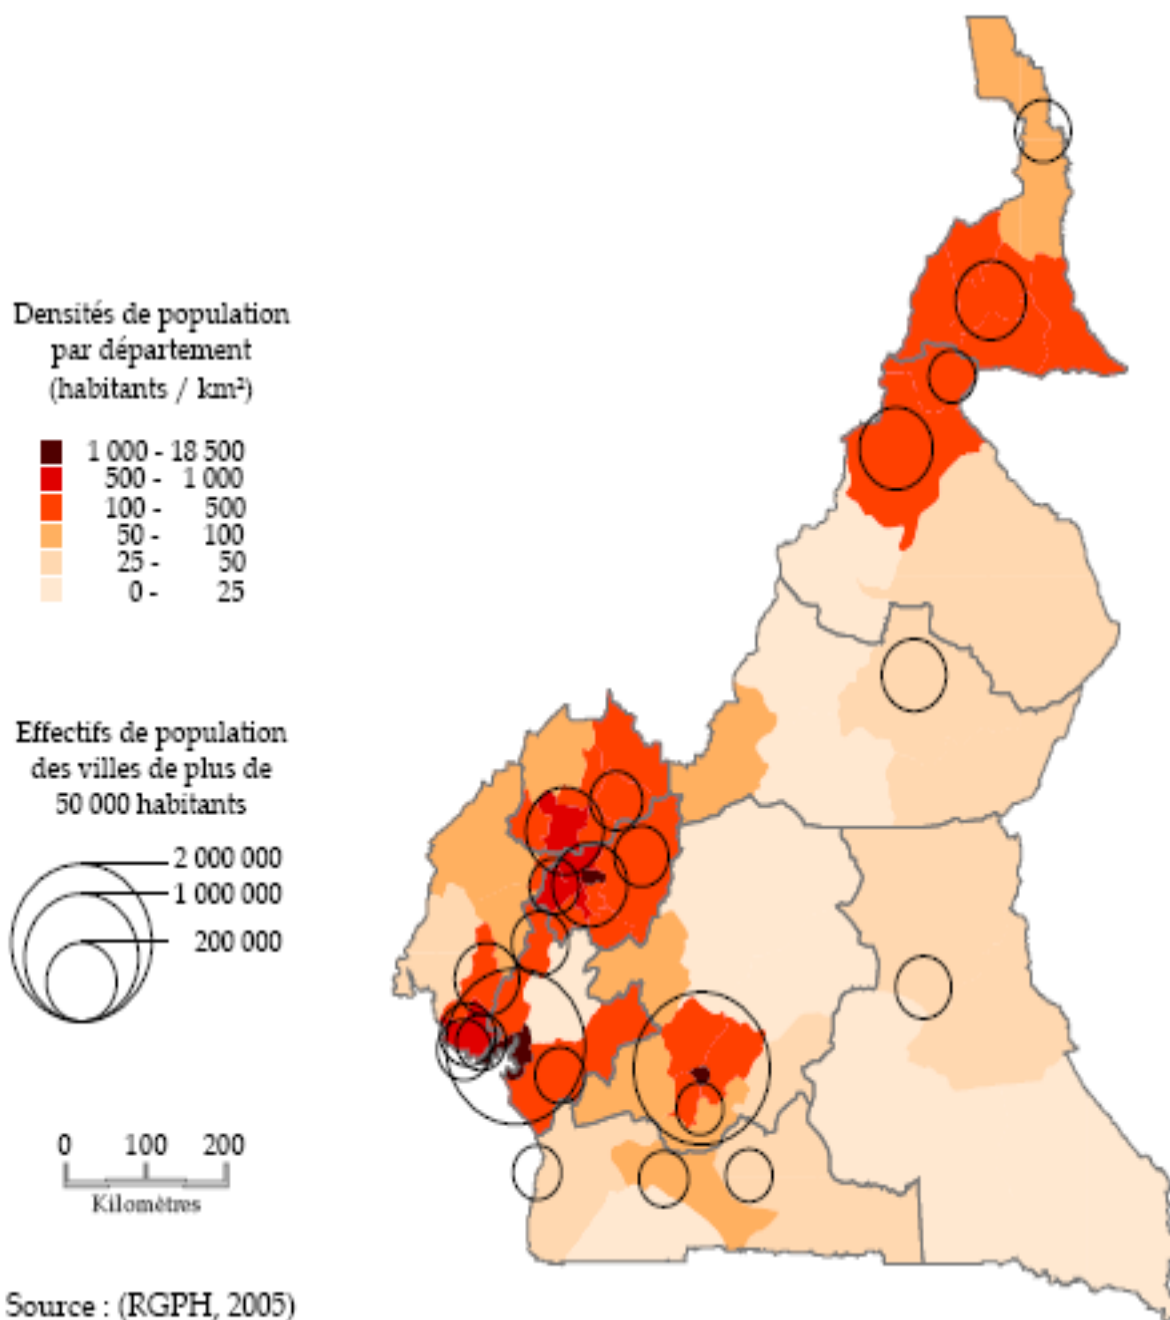 Densités de population
par département
(habitants / km²)
1 000 - 18 500
500 - 1 000
100 - 500
50 - 100
25 - 50
0 - 25
Effectifs de population
des villes de plus de
50 000 habitants
2 000 000
1 000 000
200 000
0 100 200
Kilomètres
Source : (RGPH, 2005)